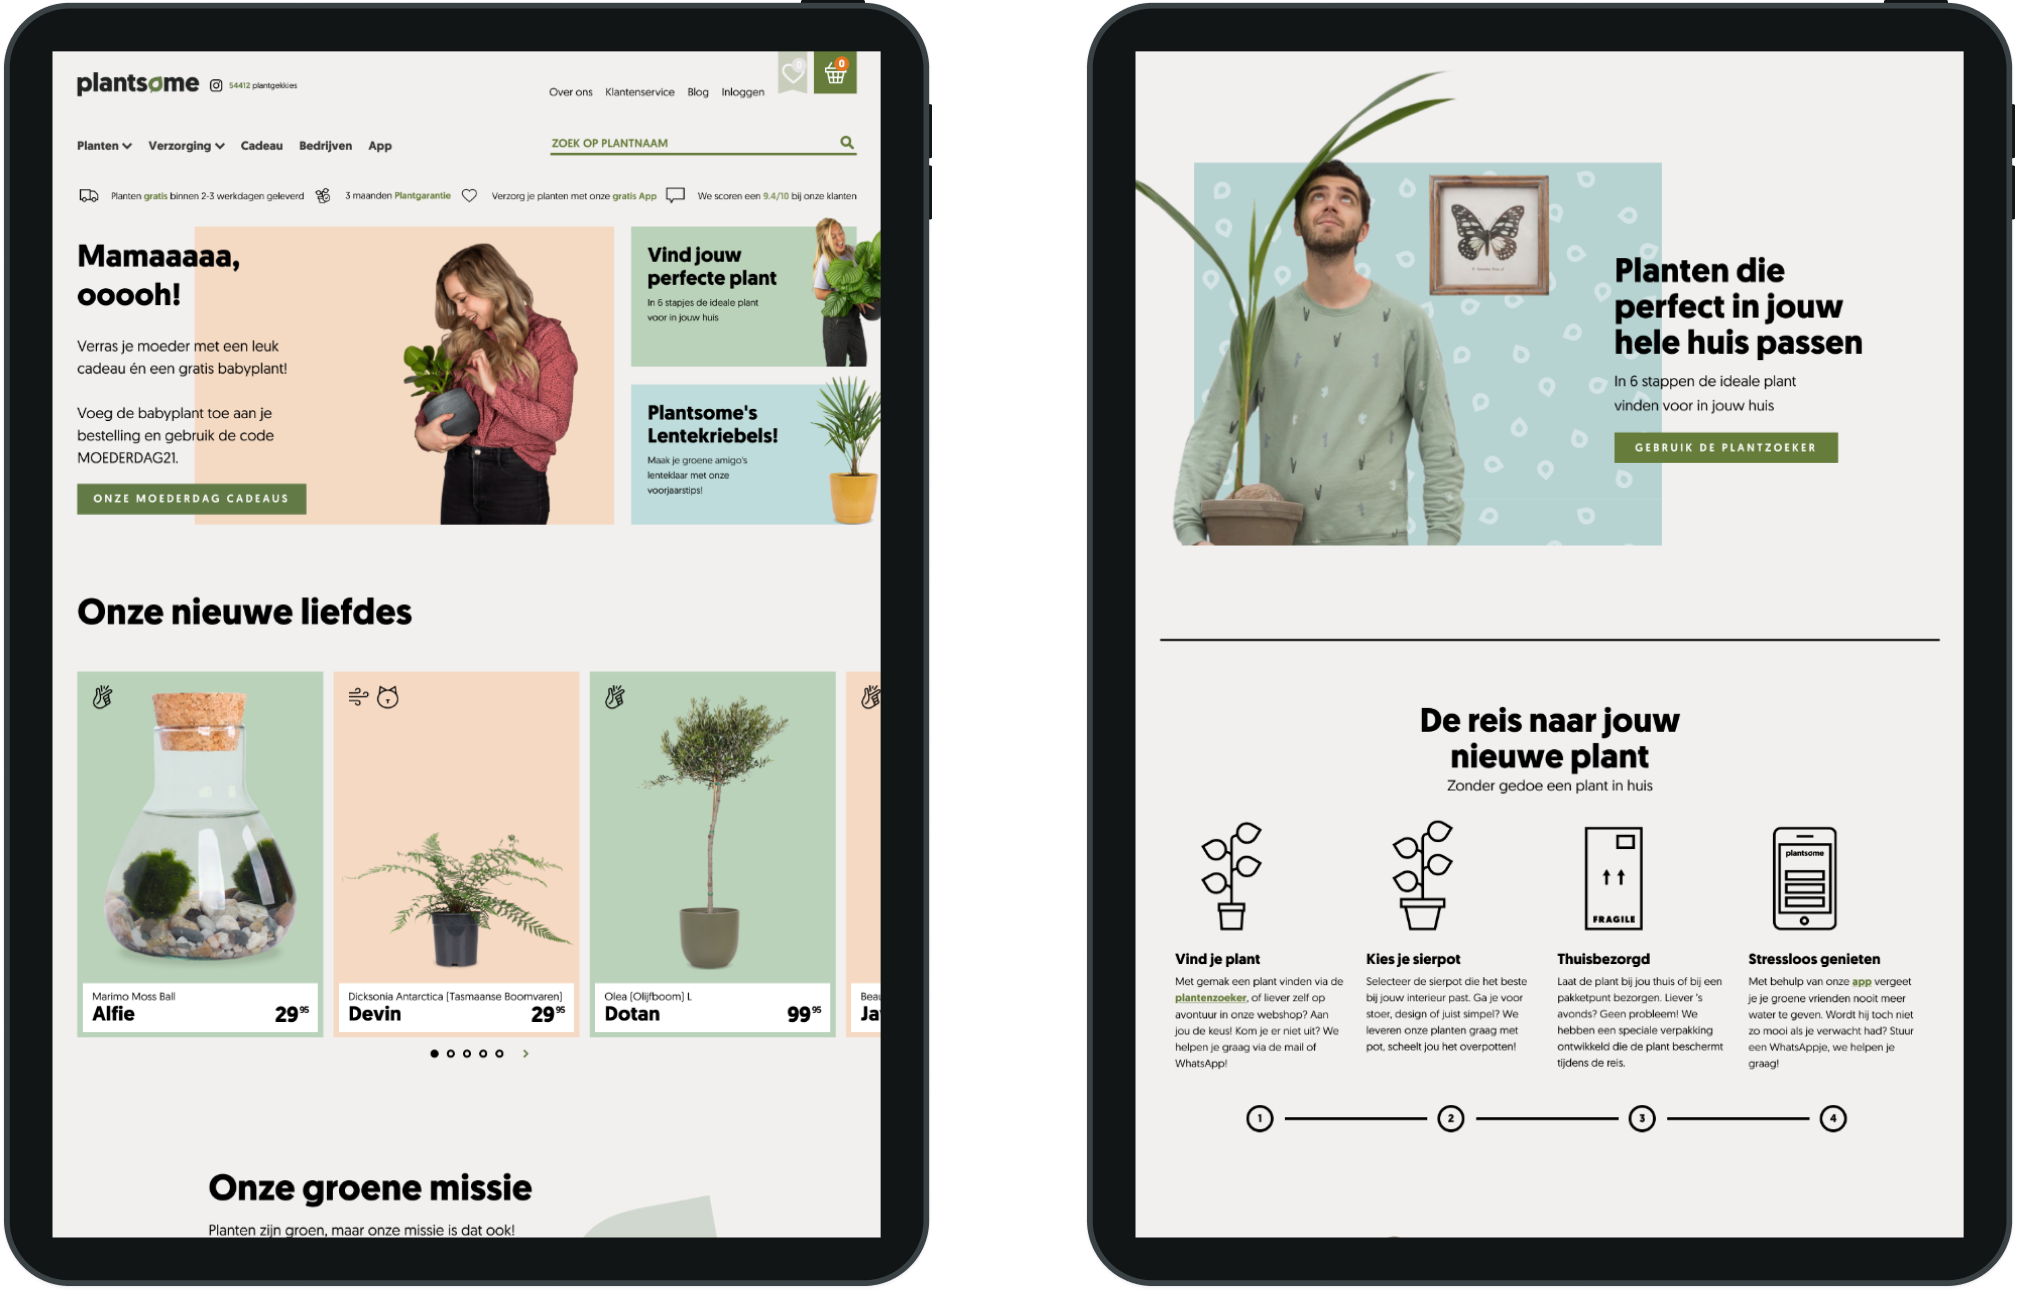 plantsome
54412 plantgekkies
Over ons Klantenservice Blog Inloggen
0
0
Planten Verzorging Cadeau Bedrijven App
ZOEK OP PLANTNAAM
Planten gratis binnen 2-3 werkdagen geleverd
3 maanden Plantgarantie
Verzorg je planten met onze gratis App
We scoren een 9.4/10 bij onze klanten
Mamaaaaa,
ooooh!
Verras je moeder met een leuk
cadeau én een gratis babyplant!
Voeg de babyplant toe aan je
bestelling en gebruik de code
MOEDERDAG21.
ONZE MOEDERDAG CADEAUS
Vind jouw
perfecte plant
In 6 stapjes de ideale plant
voor in jouw huis
Plantsome's
Lentekriebels!
Maak je groene amigo's
lenteklaar met onze
voorjaarstips!
Onze nieuwe liefdes
Marimo Moss Ball
Alfie 29⁹⁵
Dicksonia Antarctica [Tasmaanse Boomvaren]
Devin 29⁹⁵
Olea [Olijfboom] L
Dotan 99⁹⁵
Beau
Ja
Onze groene missie
Planten zijn groen, maar onze missie is dat ook!
Planten die
perfect in jouw
hele huis passen
In 6 stappen de ideale plant
vinden voor in jouw huis
GEBRUIK DE PLANTZOEKER
De reis naar jouw
nieuwe plant
Zonder gedoe een plant in huis
FRAGILE
plantsome
Vind je plant
Met gemak een plant vinden via de
plantenzoeker, of liever zelf op
avontuur in onze webshop? Aan
jou de keus! Kom je er niet uit? We
helpen je graag via de mail of
WhatsApp!
Kies je sierpot
Selecteer de sierpot die het beste
bij jouw interieur past. Ga je voor
stoer, design of juist simpel? We
leveren onze planten graag met
pot, scheelt jou het overpotten!
Thuisbezorgd
Laat de plant bij jou thuis of bij een
pakketpunt bezorgen. Liever 's
avonds? Geen probleem! We
hebben een speciale verpakking
ontwikkeld die de plant beschermt
tijdens de reis.
Stressloos genieten
Met behulp van onze app vergeet
je je groene vrienden nooit meer
water te geven. Wordt hij toch niet
zo mooi als je verwacht had? Stuur
een WhatsAppje, we helpen je
graag!
1 2 3 4